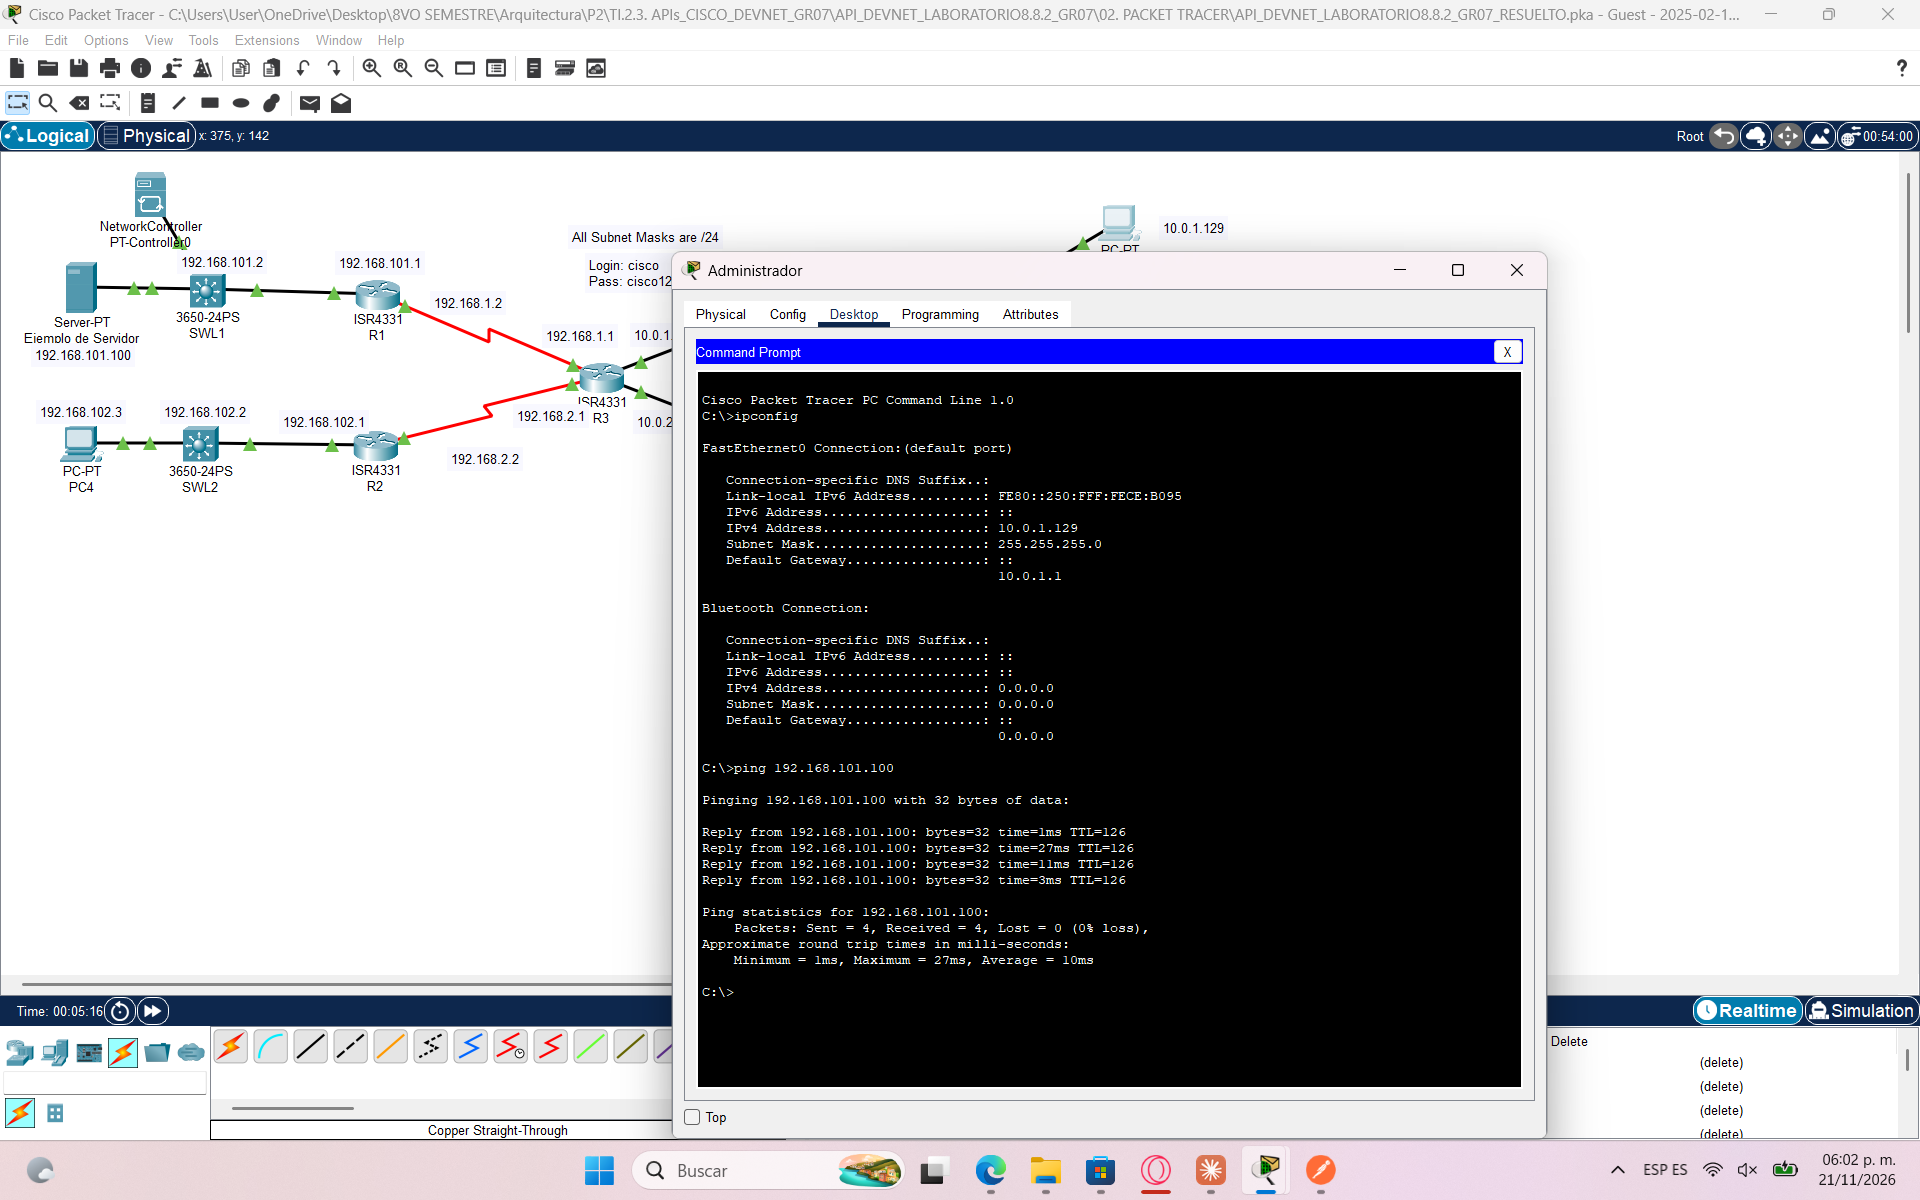 Cisco Packet Tracer - C:\Users\User\OneDrive\Desktop\8VO SEMESTRE\Arquitectura\P2\TI.2.3. APIs_CISCO_DEVNET_GR07\API_DEVNET_LABORATORIO8.8.2_GR07\02. PACKET TRACER\API_DEVNET_LABORATORIO8.8.2_GR07_RESUELTO.pka - Guest - 2025-02-1...
File Edit Options View Tools Extensions Window Help
?
Logical Physical x: 375, y: 142
Root 00:54:00
NetworkController
PT-Controller0
192.168.101.2
192.168.101.1
Server-PT
Ejemplo de Servidor
192.168.101.100
3650-24PS
SWL1
ISR4331
R1
192.168.1.2
All Subnet Masks are /24
Login: cisco
Pass: cisco12
192.168.1.1
10.0.1.
ISR4331
R3
192.168.2.1
10.0.2
192.168.102.3
192.168.102.2
192.168.102.1
PC-PT
PC4
3650-24PS
SWL2
ISR4331
R2
192.168.2.2
10.0.1.129
PC-PT
Administrador
Physical Config Desktop Programming Attributes
Command Prompt
X
Cisco Packet Tracer PC Command Line 1.0
C:\>ipconfig
FastEthernet0 Connection:(default port)
Connection-specific DNS Suffix..:
Link-local IPv6 Address.........: FE80::250:FFF:FECE:B095
IPv6 Address....................: ::
IPv4 Address....................: 10.0.1.129
Subnet Mask.....................: 255.255.255.0
Default Gateway.................: ::
10.0.1.1
Bluetooth Connection:
Connection-specific DNS Suffix..:
Link-local IPv6 Address.........: ::
IPv6 Address....................: ::
IPv4 Address....................: 0.0.0.0
Subnet Mask.....................: 0.0.0.0
Default Gateway.................: ::
0.0.0.0
C:\>ping 192.168.101.100
Pinging 192.168.101.100 with 32 bytes of data:
Reply from 192.168.101.100: bytes=32 time=1ms TTL=126
Reply from 192.168.101.100: bytes=32 time=27ms TTL=126
Reply from 192.168.101.100: bytes=32 time=11ms TTL=126
Reply from 192.168.101.100: bytes=32 time=3ms TTL=126
Ping statistics for 192.168.101.100:
Packets: Sent = 4, Received = 4, Lost = 0 (0% loss),
Approximate round trip times in milli-seconds:
Minimum = 1ms, Maximum = 27ms, Average = 10ms
C:\>
Top
Time: 00:05:16
Realtime Simulation
Copper Straight-Through
Delete
(delete)
(delete)
(delete)
(delete)
Buscar
ESP ES
06:02 p. m.
21/11/2026